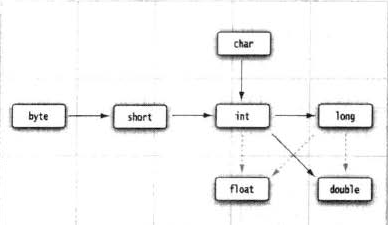 char
byte short int long
float double